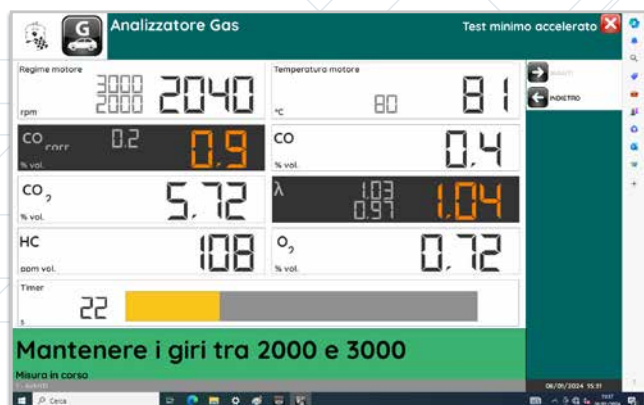 G
Analizzatore Gas
Test minimo accelerato
Regime motore
3000
2000
2040
rpm
Temperatura motore
80
81
°C
AVANTI
INDIETRO
CO corr
0.2
0.9
% vol.
CO
0.4
% vol.
CO2
5.72
% vol.
λ
1.03
0.97
1.04
HC
108
ppm vol.
O2
0.72
% vol.
Timer
22
s
Mantenere i giri tra 2000 e 3000
Misura in corso
06/01/2024 15.31
Cerca